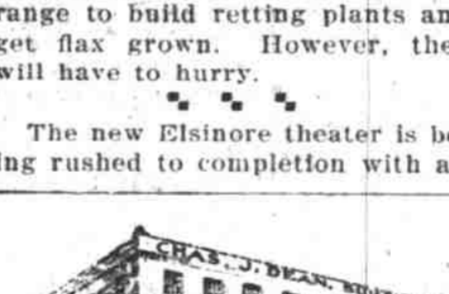 range to build retting plants an
get flax grown. However, the
will have to hurry.
The new Elsinore theater is be
ing rushed to completion with a
CHAS. J. DEAN,